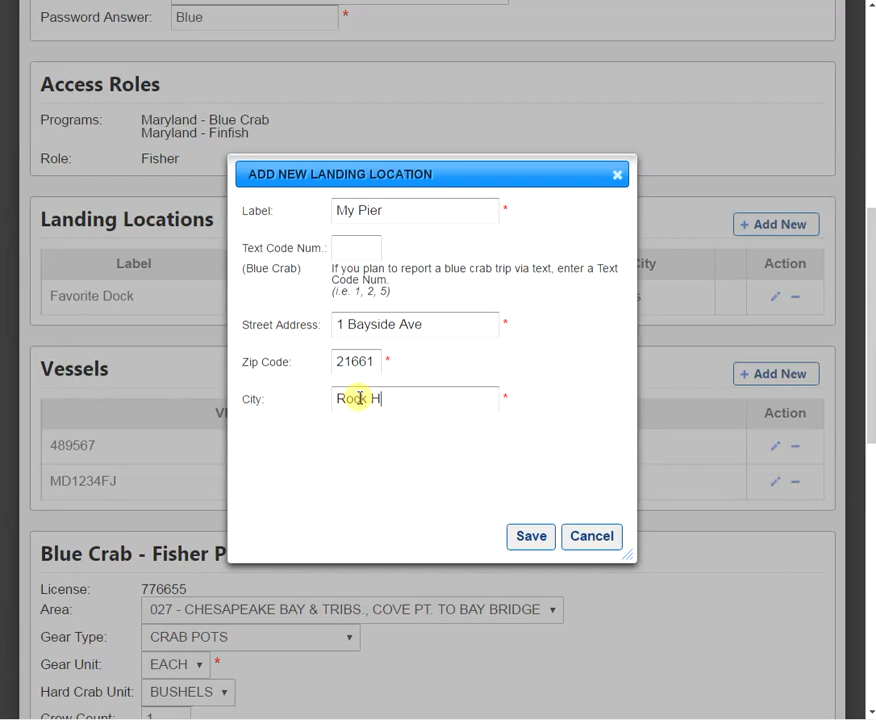 Password Answer: Blue *
Access Roles
Programs: Maryland - Blue Crab
Maryland - Finfish
Role: Fisher
Landing Locations
+ Add New
Label
City
Action
Favorite Dock
Vessels
+ Add New
Action
489567
MD1234FJ
Blue Crab - Fisher P
License: 776655
Area: 027 - CHESAPEAKE BAY & TRIBS., COVE PT. TO BAY BRIDGE
Gear Type: CRAB POTS
Gear Unit: EACH *
Hard Crab Unit: BUSHELS
Crew Count: 1
ADD NEW LANDING LOCATION
Label: My Pier *
Text Code Num.:
(Blue Crab) If you plan to report a blue crab trip via text, enter a Text
Code Num.
(i.e. 1, 2, 5)
Street Address: 1 Bayside Ave *
Zip Code: 21661 *
City: Rock H *
Save Cancel